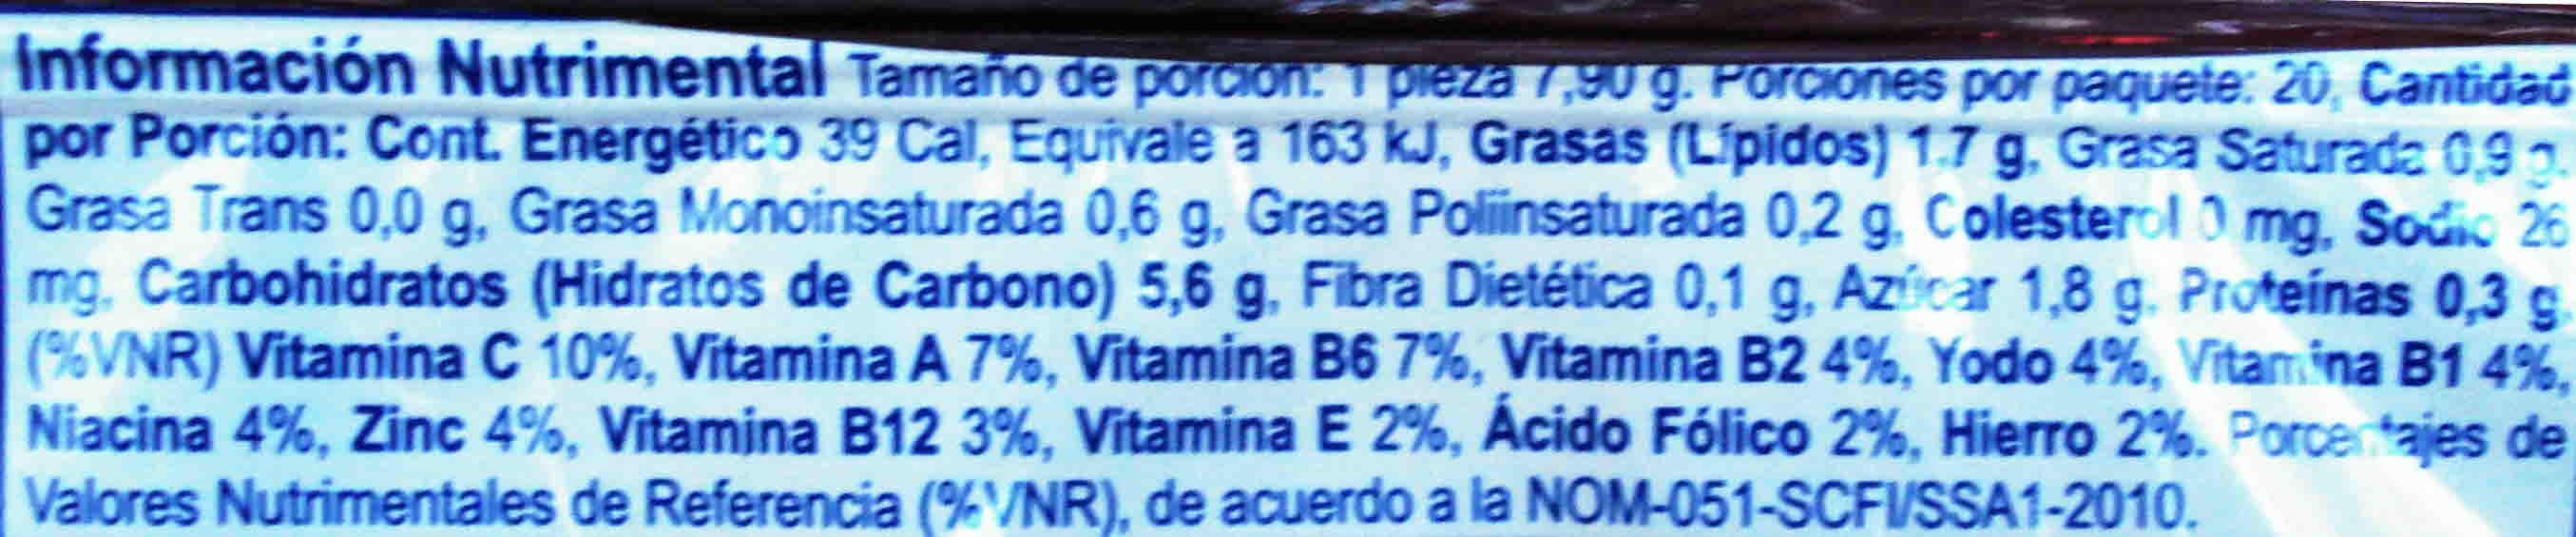 Información Nutrimental Tamaño de porción: 1 pieza 7,90 g. Porciones por paquete: 20, Cantidad
por Porción: Cont. Energético 39 Cal, Equivale a 163 kJ, Grasas (Lípidos) 1.7 g, Grasa Saturada 0,9 g.
Grasa Trans 0,0 g, Grasa Monoinsaturada 0,6 g, Grasa Poliinsaturada 0,2 g, Colesterol 0 mg, Sodio 26
mg, Carbohidratos (Hidratos de Carbono) 5,6 g, Fibra Dietética 0,1 g, Azúcar 1,8 g. Proteínas 0,3 g
(%VNR) Vitamina C 10%, Vitamina A 7%, Vitamina B6 7%, Vitamina B2 4%, Yodo 4%, Vitamina B1 4%,
Niacina 4%, Zinc 4%, Vitamina B12 3%, Vitamina E 2%, Ácido Fólico 2%, Hierro 2%. Porcentajes de
Valores Nutrimentales de Referencia (%VNR), de acuerdo a la NOM-051-SCFI/SSA1-2010.